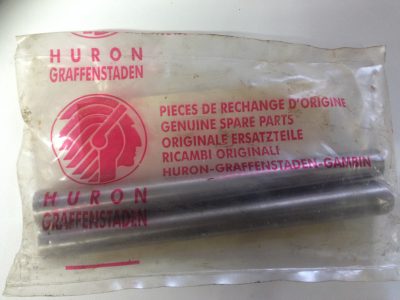 HURON
GRAFFENSTADEN
PIECES DE RECHANGE D'ORIGINE
GENUINE SPARE PARTS
ORIGINALE ERSATZTEILE
RICAMBI ORIGINALI
HURON-GRAFFENSTADEN-GAMBIN
HURON
GRAFFENSTADEN